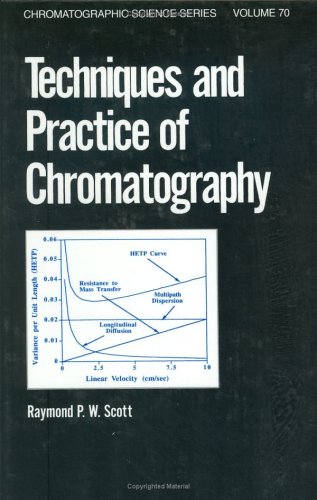 CHROMATOGRAPHIC SCIENCE SERIES VOLUME 70
Techniques and
Practice of
Chromatography
0.06
0.05
0.04
0.03
0.02
0.01
0
Variance per Unit Length (HETP)
HETP Curve
Resistance to
Mass Transfer
Multipath
Dispersion
Longitudinal
Diffusion
0 2.5 5 7.5 10
Linear Velocity (cm/sec)
Raymond P. W. Scott